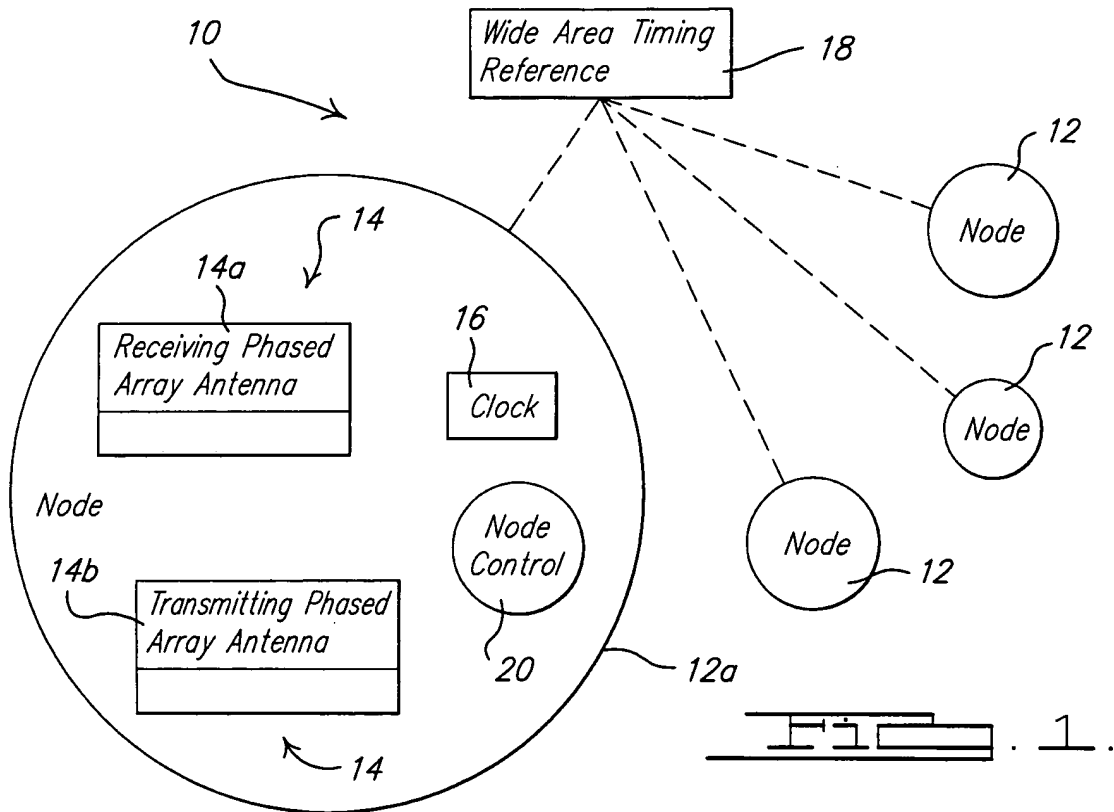 10
Wide Area Timing
Reference
18
12
Node
14
14a
Receiving Phased
Array Antenna
16
Clock
12
Node
Node
Node
Control
20
Node
12
14b
Transmitting Phased
Array Antenna
12a
14
Fig. 1.